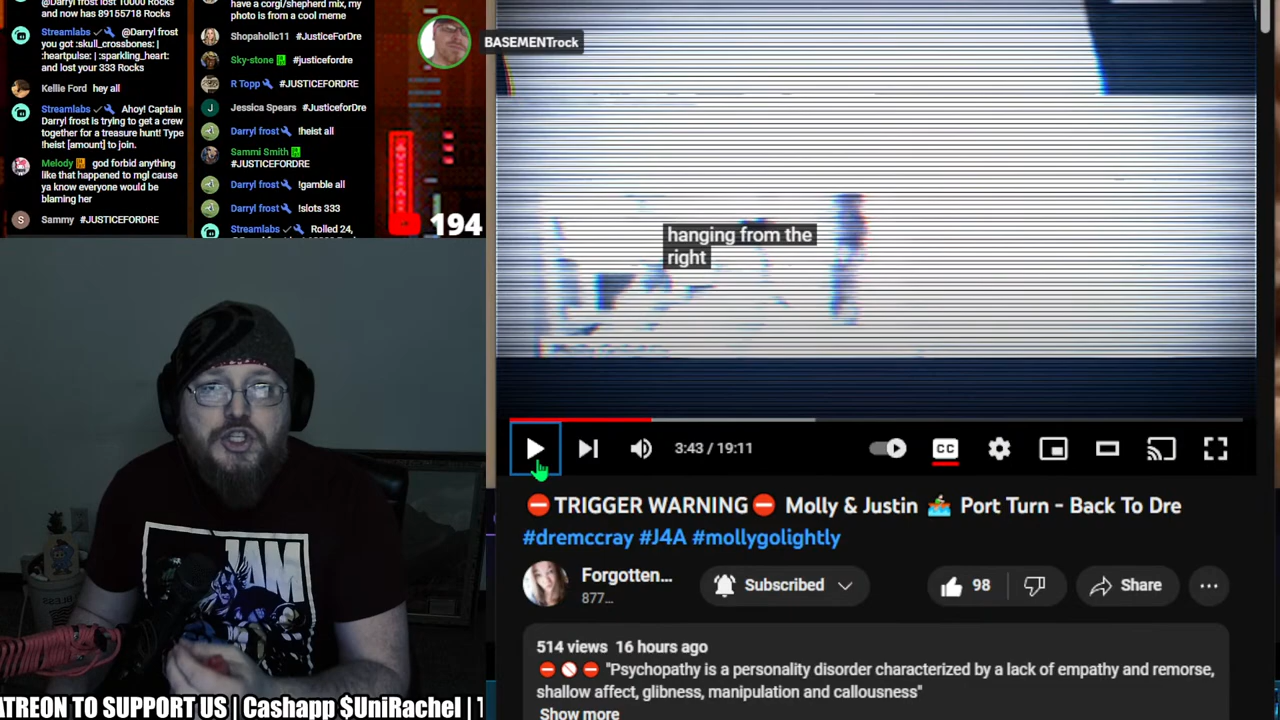 @Darryl frost lost 10000 Rocks
and now has 89155718 Rocks
Streamlabs @Darryl frost
you got :skull_crossbones: |
:heartpulse: | :sparkling_heart:
and lost your 333 Rocks
Kellie Ford hey all
Streamlabs Ahoy! Captain
Darryl frost is trying to get a crew
together for a treasure hunt! Type
!heist [amount] to join.
Melody god forbid anything
like that happened to mgl cause
ya know everyone would be
blaming her
Sammy #JUSTICEFORDRE
have a corgi/shepherd mix, my
photo is from a cool meme
Shopaholic11 #JusticeForDre
Sky-stone #justicefordre
R Topp #JUSTICEFORDRE
Jessica Spears #JusticeforDre
Darryl frost !heist all
Sammi Smith
#JUSTICEFORDRE
Darryl frost !gamble all
Darryl frost !slots 333
Streamlabs Rolled 24,
BASEMENTrock
194
JAM
hanging from the
right
3:43 / 19:11
CC
⛔TRIGGER WARNING⛔ Molly & Justin 🚣 Port Turn - Back To Dre
#dremccray #J4A #mollygolightly
Forgotten...
877...
Subscribed
98
Share
514 views 16 hours ago
⛔🚫⛔ "Psychopathy is a personality disorder characterized by a lack of empathy and remorse,
shallow affect, glibness, manipulation and callousness"
Show more
ATREON TO SUPPORT US | Cashapp $UniRachel |